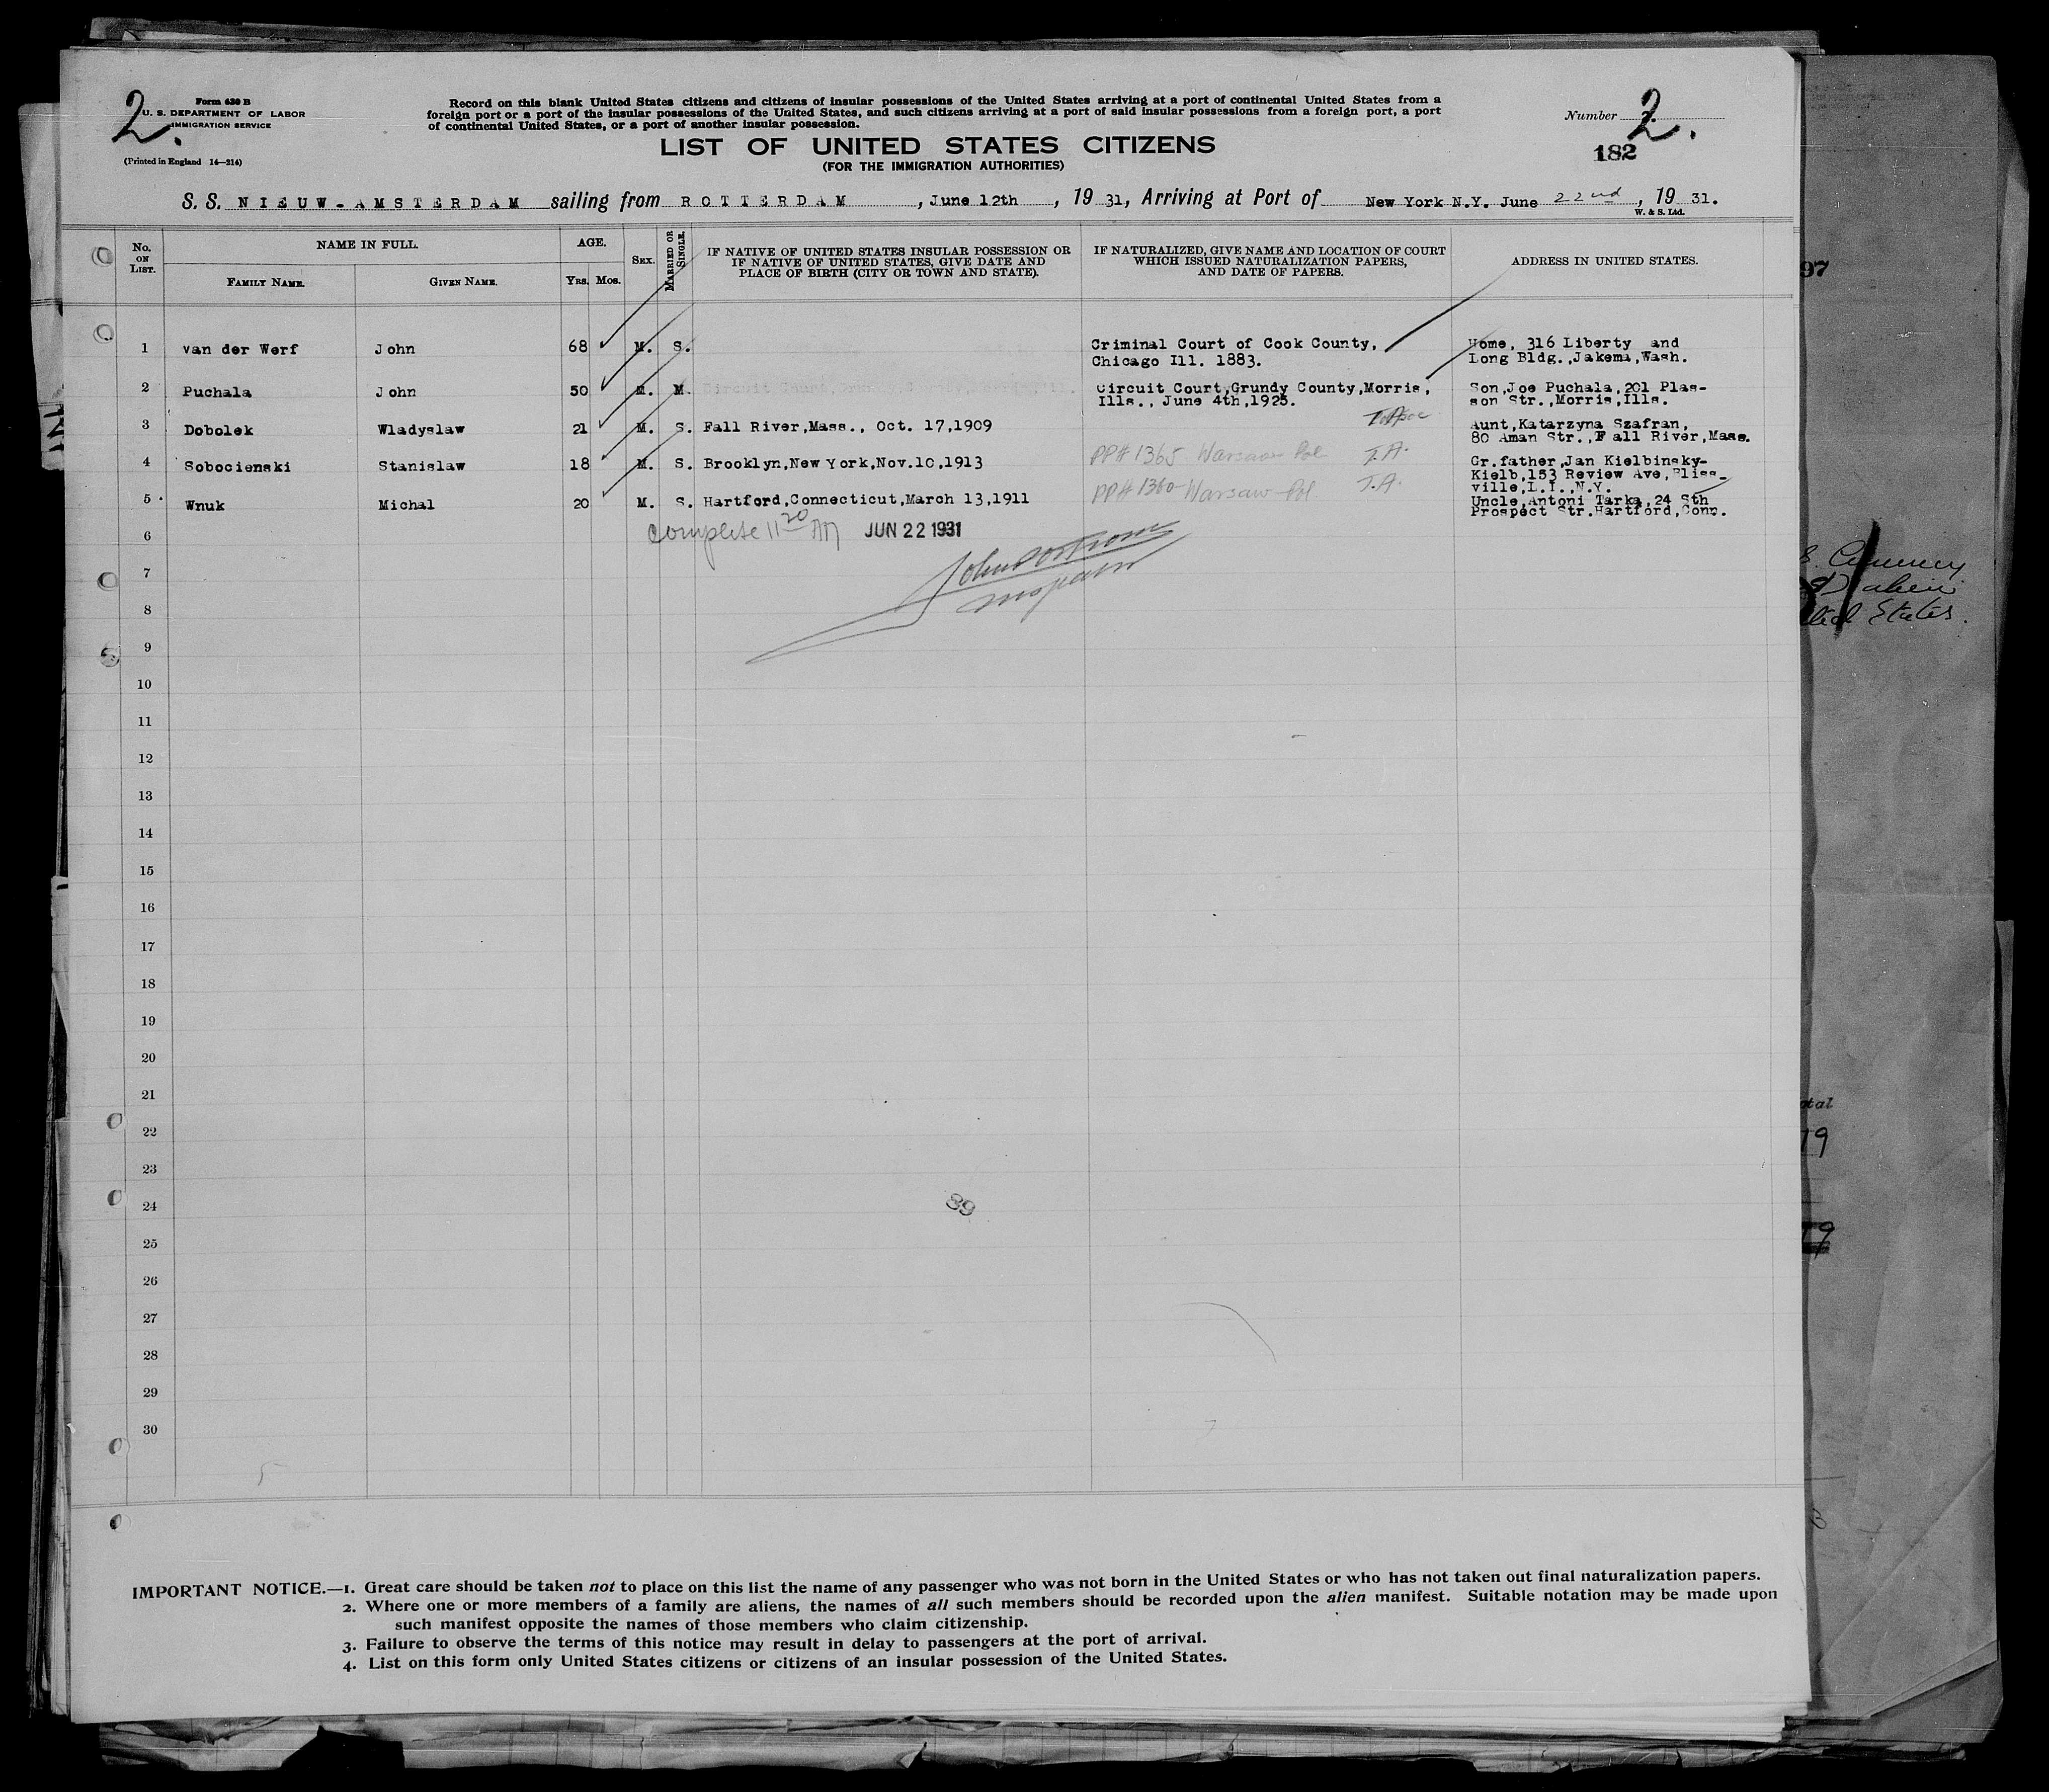 2.
Form 630 B
U. S. DEPARTMENT OF LABOR
IMMIGRATION SERVICE
(Printed in England 14—214)
Record on this blank United States citizens and citizens of insular possessions of the United States arriving at a port of continental United States from a
foreign port or a port of the insular possessions of the United States, and such citizens arriving at a port of said insular possessions from a foreign port, a port
of continental United States, or a port of another insular possession.
LIST OF UNITED STATES CITIZENS
(FOR THE IMMIGRATION AUTHORITIES)
Number 2.
182
S. S. NIEUW-AMSTERDAM sailing from ROTTERDAM, June 12th, 19 31, Arriving at Port of New York N.Y. June 22nd, 19 31.
W. & S. Ltd.
No. ON LIST.
NAME IN FULL.
FAMILY NAME.
GIVEN NAME.
AGE.
YRS. MOS.
SEX.
MARRIED OR SINGLE.
IF NATIVE OF UNITED STATES INSULAR POSSESSION OR
IF NATIVE OF UNITED STATES, GIVE DATE AND
PLACE OF BIRTH (CITY OR TOWN AND STATE).
IF NATURALIZED, GIVE NAME AND LOCATION OF COURT
WHICH ISSUED NATURALIZATION PAPERS,
AND DATE OF PAPERS.
ADDRESS IN UNITED STATES.
97
1 van der Werf John 68 M. S. Criminal Court of Cook County, Home, 316 Liberty and
Chicago Ill. 1883. Long Bldg.,Jakema,Wash.
2 Puchala John 50 M. M. Circuit Court,Grundy County,Morris, Son,Joe Puchala,201 Plas-
Ills., June 4th,1925. son Str.,Morris,Ills.
3 Dobolek Wladyslaw 21 M. S. Fall River,Mass., Oct. 17,1909 Aunt,Katarzyna Szafran,
80 Aman Str.,Fall River,Mass.
4 Sobocienski Stanislaw 18 M. S. Brooklyn,New York,Nov.10,1913 PP# 1365 Warsaw Pol T.A. Gr.father,Jan Kielbinsky-
Kielb,153 Review Ave,Bliss-
ville,L.I.,N.Y.
5 Wnuk Michal 20 M. S. Hartford,Connecticut,March 13,1911 PP# 1360 Warsaw Pol. T.A. Uncle,Antoni Tarka,24 Sth
Prospect Str.Hartford,Conn.
6 Complete 11 20 AM JUN 22 1931
7
8
9
10
11
12
13
14
15
16
17
18
19
20
21
22
23
24
89
25
26
27
28
29
30
5
States.
otal
19
19
IMPORTANT NOTICE.—1. Great care should be taken not to place on this list the name of any passenger who was not born in the United States or who has not taken out final naturalization papers.
2. Where one or more members of a family are aliens, the names of all such members should be recorded upon the alien manifest. Suitable notation may be made upon
such manifest opposite the names of those members who claim citizenship.
3. Failure to observe the terms of this notice may result in delay to passengers at the port of arrival.
4. List on this form only United States citizens or citizens of an insular possession of the United States.